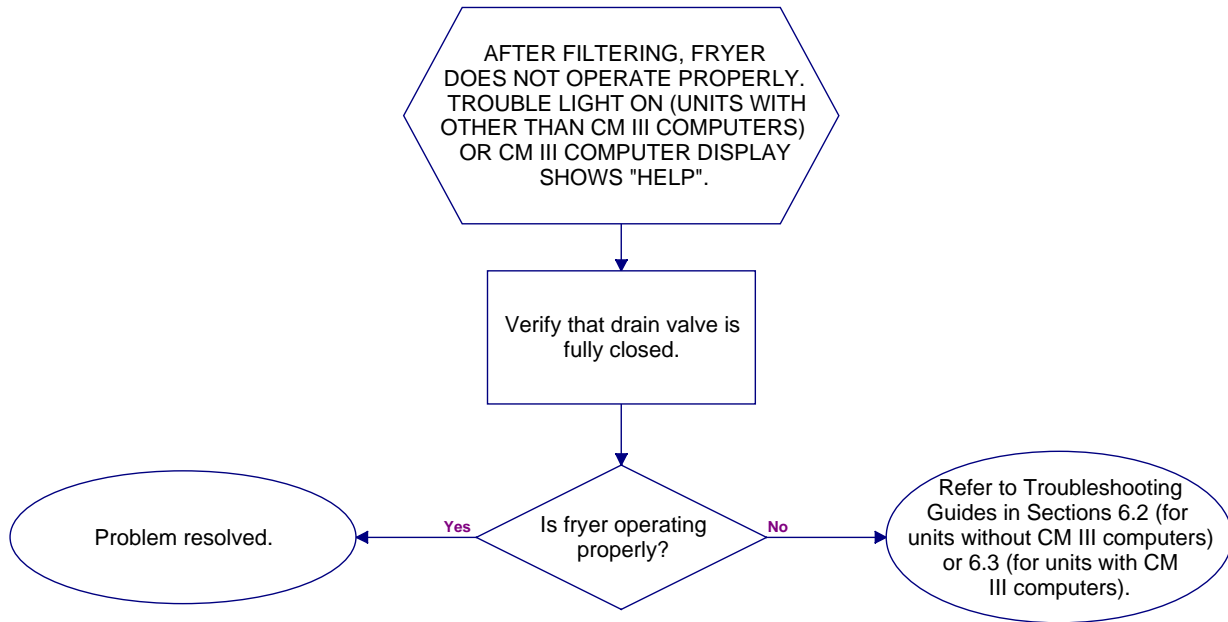 AFTER FILTERING, FRYER
DOES NOT OPERATE PROPERLY.
TROUBLE LIGHT ON (UNITS WITH
OTHER THAN CM III COMPUTERS)
OR CM III COMPUTER DISPLAY
SHOWS "HELP".
Verify that drain valve is
fully closed.
Is fryer operating
properly?
Yes
No
Problem resolved.
Refer to Troubleshooting
Guides in Sections 6.2 (for
units without CM III computers)
or 6.3 (for units with CM
III computers).